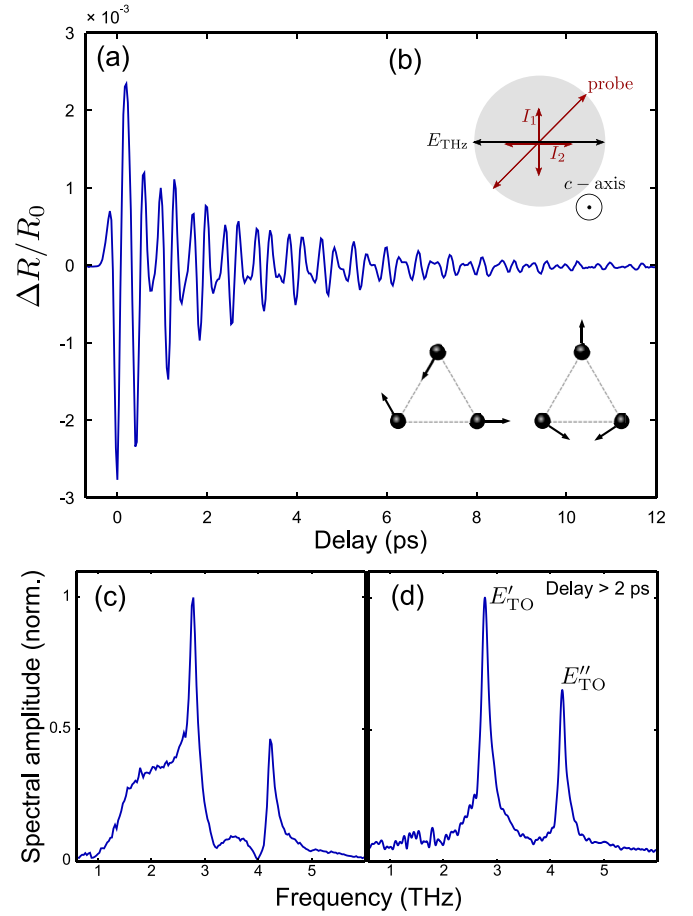 × 10⁻³
3
2
1
0
-1
-2
-3
ΔR/R₀
(a)
(b)
probe
I₁
E_THz
I₂
c − axis
0
2
4
6
8
10
12
Delay (ps)
(c)
(d)
Delay > 2 ps
E′_TO
E″_TO
1
0.5
0
Spectral amplitude (norm.)
1
2
3
4
5
1
2
3
4
5
Frequency (THz)